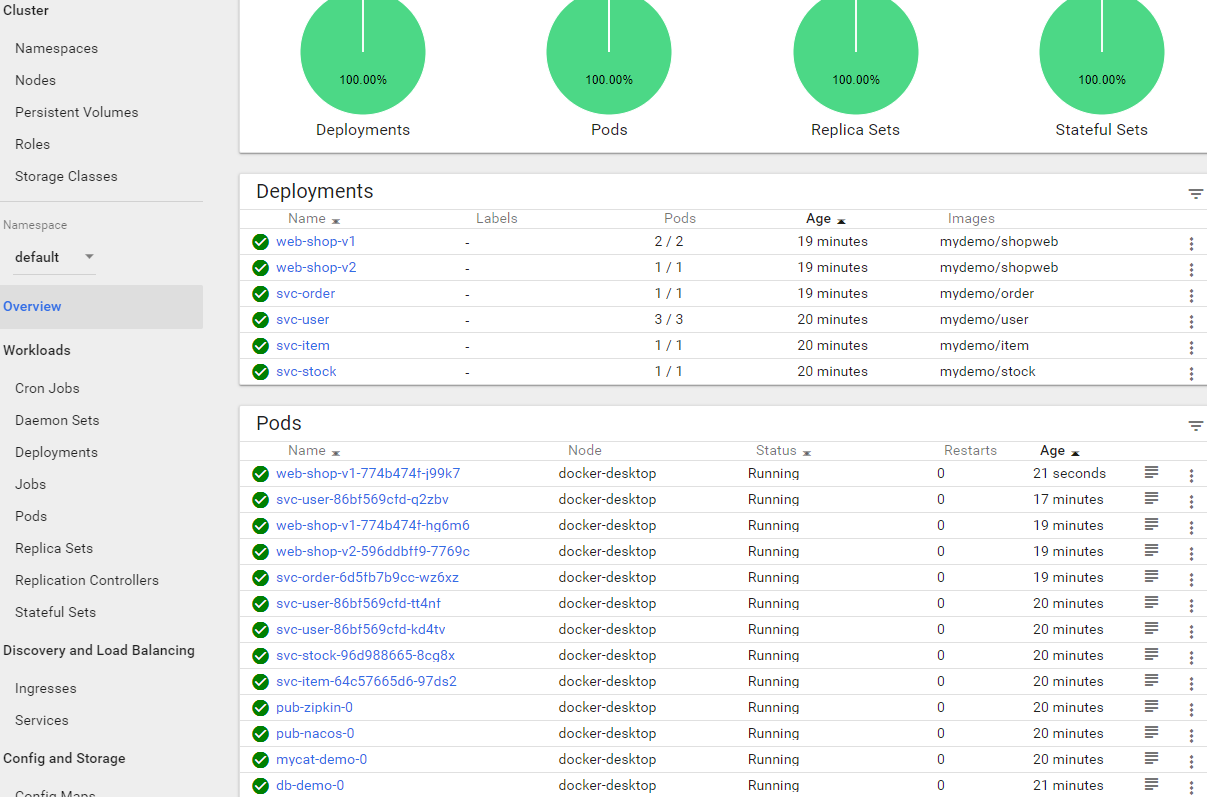 Cluster
Namespaces
Nodes
Persistent Volumes
Roles
Storage Classes
Namespace
default
Overview
Workloads
Cron Jobs
Daemon Sets
Deployments
Jobs
Pods
Replica Sets
Replication Controllers
Stateful Sets
Discovery and Load Balancing
Ingresses
Services
Config and Storage
Config Maps
100.00% 100.00% 100.00% 100.00%
Deployments Pods Replica Sets Stateful Sets
Deployments
Name Labels Pods Age Images
web-shop-v1 - 2 / 2 19 minutes mydemo/shopweb
web-shop-v2 - 1 / 1 19 minutes mydemo/shopweb
svc-order - 1 / 1 19 minutes mydemo/order
svc-user - 3 / 3 20 minutes mydemo/user
svc-item - 1 / 1 20 minutes mydemo/item
svc-stock - 1 / 1 20 minutes mydemo/stock
Pods
Name Node Status Restarts Age
web-shop-v1-774b474f-j99k7 docker-desktop Running 0 21 seconds
svc-user-86bf569cfd-q2zbv docker-desktop Running 0 17 minutes
web-shop-v1-774b474f-hg6m6 docker-desktop Running 0 19 minutes
web-shop-v2-596ddbff9-7769c docker-desktop Running 0 19 minutes
svc-order-6d5fb7b9cc-wz6xz docker-desktop Running 0 19 minutes
svc-user-86bf569cfd-tt4nf docker-desktop Running 0 20 minutes
svc-user-86bf569cfd-kd4tv docker-desktop Running 0 20 minutes
svc-stock-96d988665-8cg8x docker-desktop Running 0 20 minutes
svc-item-64c57665d6-97ds2 docker-desktop Running 0 20 minutes
pub-zipkin-0 docker-desktop Running 0 20 minutes
pub-nacos-0 docker-desktop Running 0 20 minutes
mycat-demo-0 docker-desktop Running 0 20 minutes
db-demo-0 docker-desktop Running 0 21 minutes